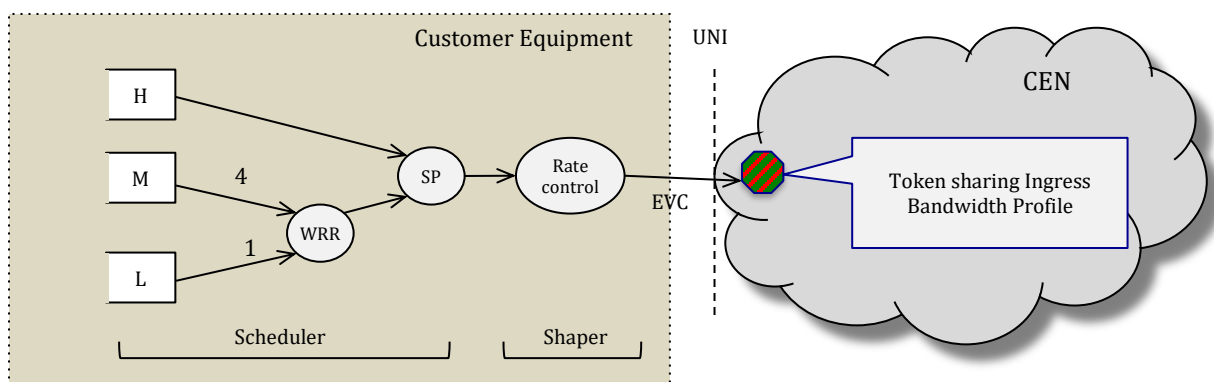 Customer Equipment
UNI
CEN
H
M
4
L
1
WRR
SP
Rate
control
EVC
Token sharing Ingress
Bandwidth Profile
Scheduler
Shaper